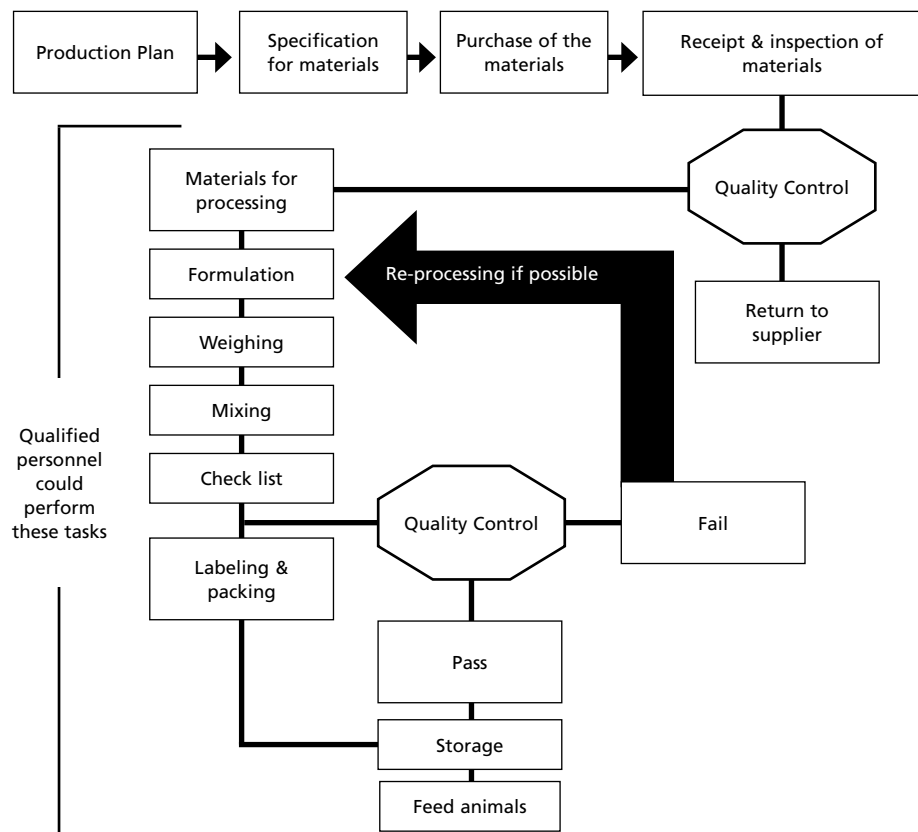 Production Plan
Specification
for materials
Purchase of the
materials
Receipt & inspection of
materials
Quality Control
Materials for
processing
Formulation
Re-processing if possible
Return to
supplier
Weighing
Mixing
Qualified
personnel
could
perform
these tasks
Check list
Quality Control
Fail
Labeling &
packing
Pass
Storage
Feed animals